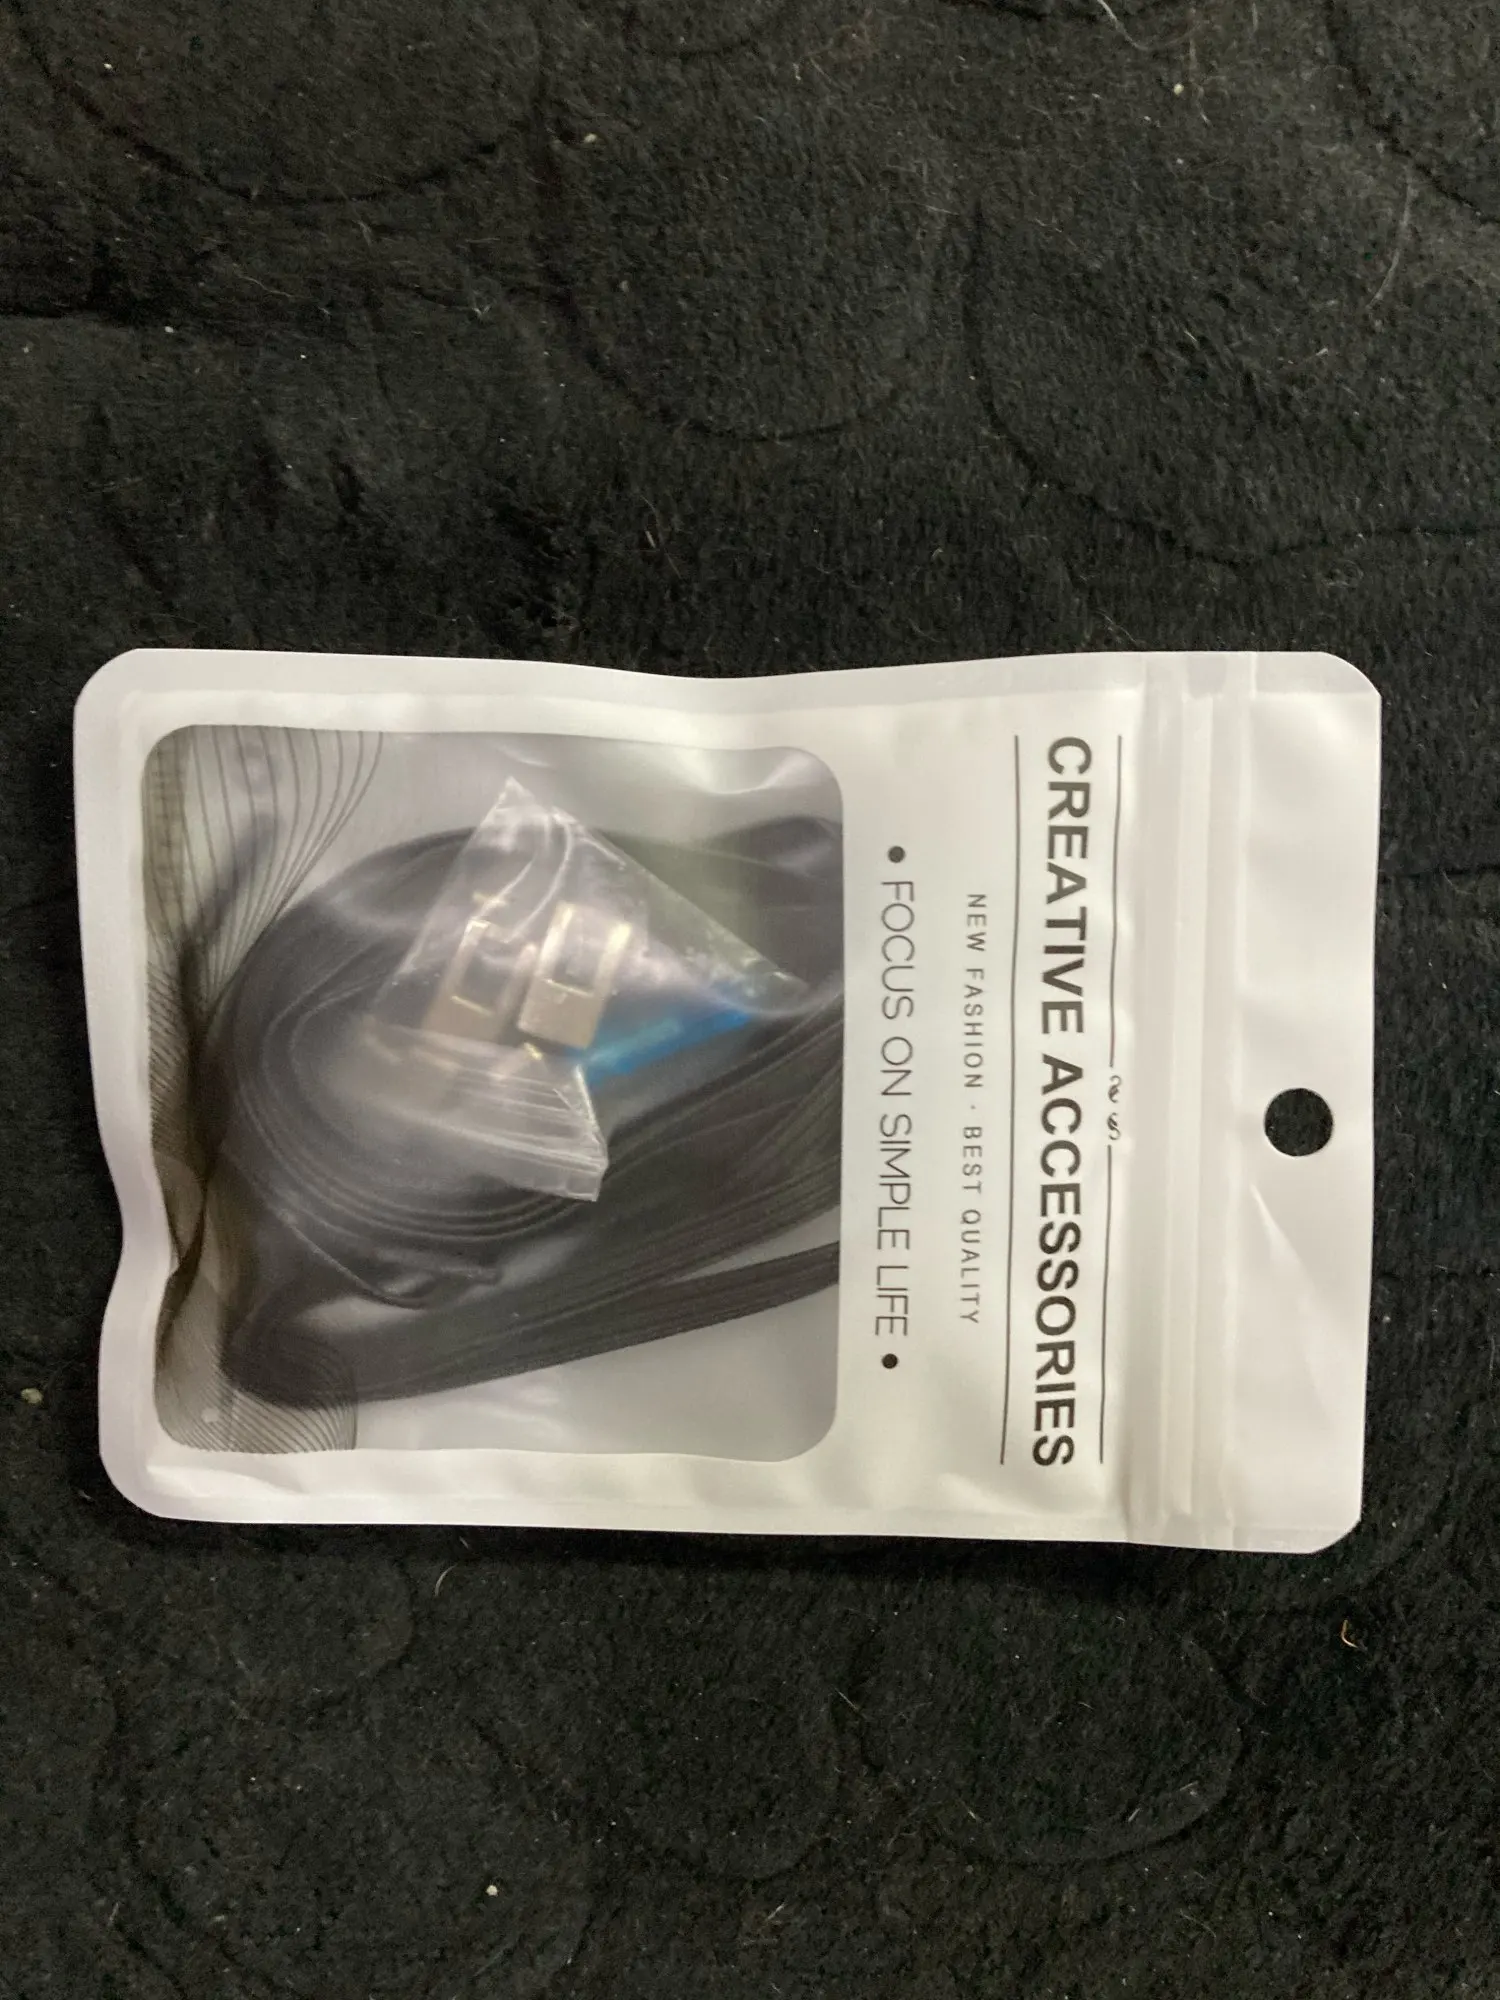 CREATIVE ACCESSORIES
NEW FASHION · BEST QUALITY
• FOCUS ON SIMPLE LIFE •